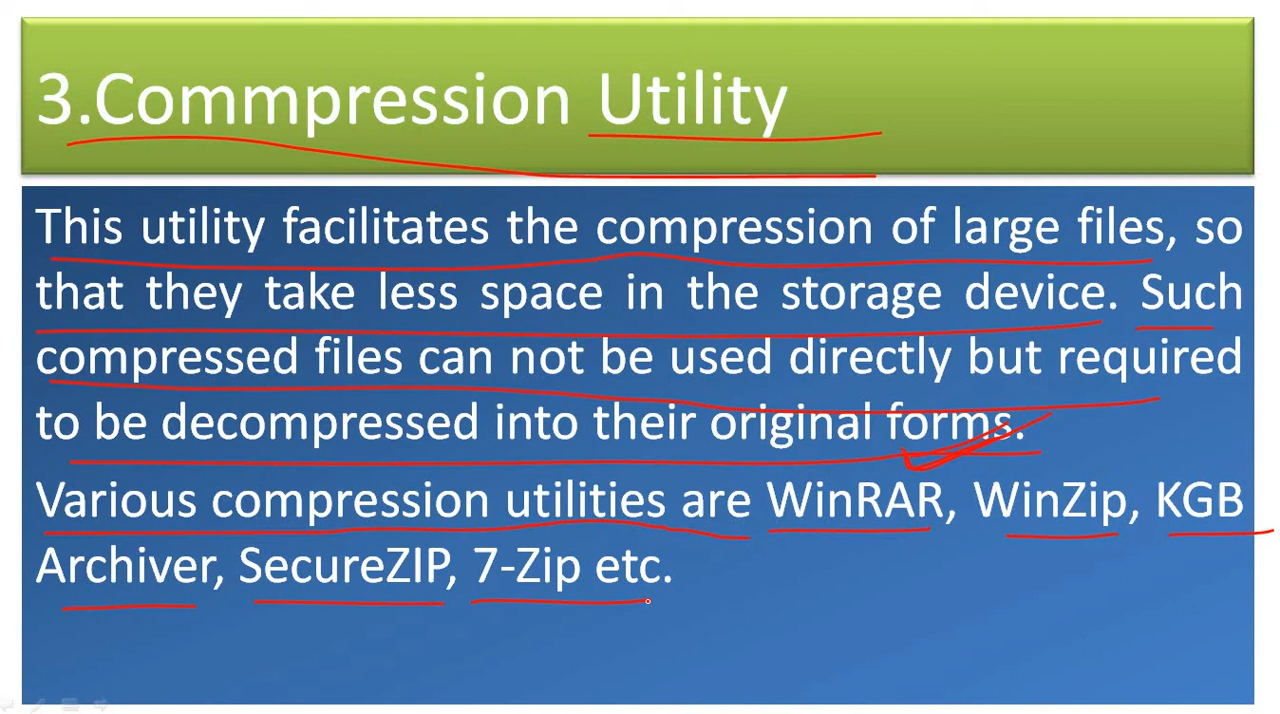 3.Commpression Utility
This utility facilitates the compression of large files, so
that they take less space in the storage device. Such
compressed files can not be used directly but required
to be decompressed into their original forms.
Various compression utilities are WinRAR, WinZip, KGB
Archiver, SecureZIP, 7-Zip etc.